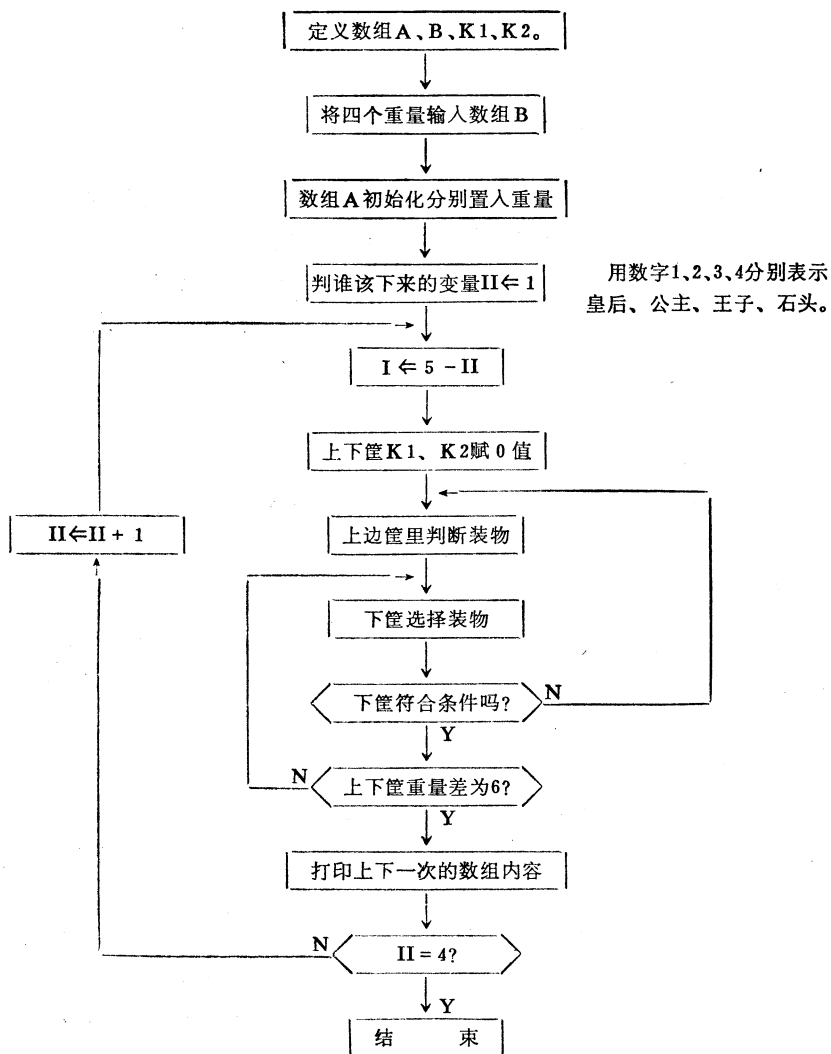 定义数组A、B、K1、K2。
将四个重量输入数组B
数组A初始化分别置入重量
判谁该下来的变量II⇐1
用数字1、2、3、4分别表示
皇后、公主、王子、石头。
I⇐5-II
上下筐K1、K2赋0值
II⇐II+1
上边筐里判断装物
下筐选择装物
下筐符合条件吗?
N
Y
N
上下筐重量差为6?
Y
打印上下一次的数组内容
N
II=4?
Y
结 束